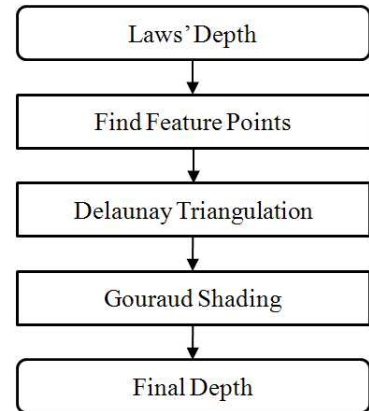 Laws’ Depth
Find Feature Points
Delaunay Triangulation
Gouraud Shading
Final Depth